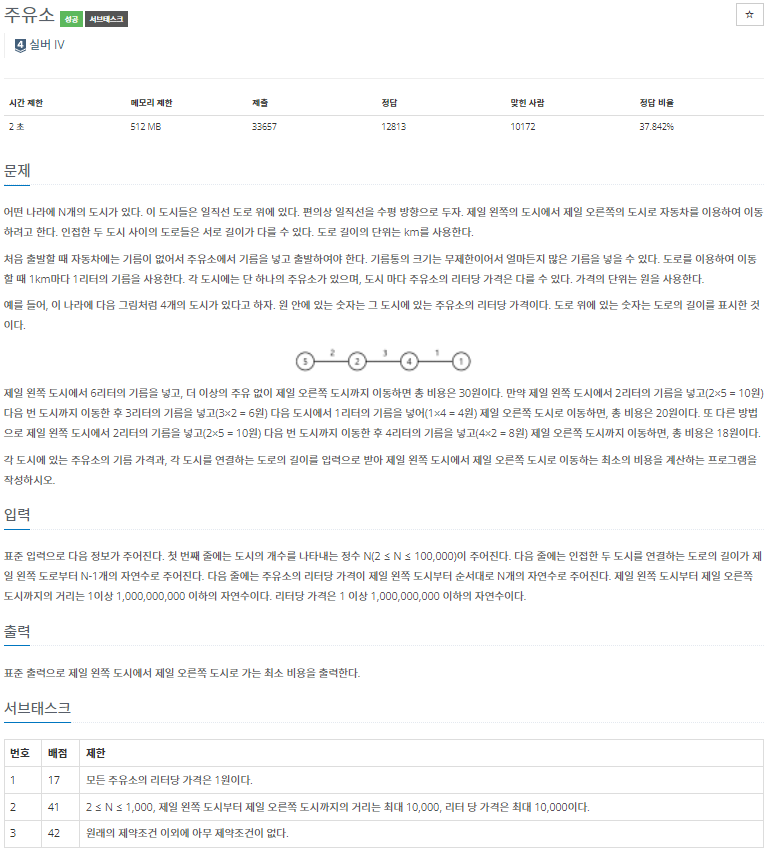 주유소 성공 서브태스크
☆
4 실버 IV
시간 제한 메모리 제한 제출 정답 맞힌 사람 정답 비율
2 초 512 MB 33657 12813 10172 37.842%
문제
어떤 나라에 N개의 도시가 있다. 이 도시들은 일직선 도로 위에 있다. 편의상 일직선을 수평 방향으로 두자. 제일 왼쪽의 도시에서 제일 오른쪽의 도시로 자동차를 이용하여 이동
하려고 한다. 인접한 두 도시 사이의 도로들은 서로 길이가 다를 수 있다. 도로 길이의 단위는 km를 사용한다.
처음 출발할 때 자동차에는 기름이 없어서 주유소에서 기름을 넣고 출발하여야 한다. 기름통의 크기는 무제한이어서 얼마든지 많은 기름을 넣을 수 있다. 도로를 이용하여 이동
할 때 1km마다 1리터의 기름을 사용한다. 각 도시에는 단 하나의 주유소가 있으며, 도시 마다 주유소의 리터당 가격은 다를 수 있다. 가격의 단위는 원을 사용한다.
예를 들어, 이 나라에 다음 그림처럼 4개의 도시가 있다고 하자. 원 안에 있는 숫자는 그 도시에 있는 주유소의 리터당 가격이다. 도로 위에 있는 숫자는 도로의 길이를 표시한 것
이다.
2 3 1
5 2 4 1
제일 왼쪽 도시에서 6리터의 기름을 넣고, 더 이상의 주유 없이 제일 오른쪽 도시까지 이동하면 총 비용은 30원이다. 만약 제일 왼쪽 도시에서 2리터의 기름을 넣고(2×5 = 10원)
다음 번 도시까지 이동한 후 3리터의 기름을 넣고(3×2 = 6원) 다음 도시에서 1리터의 기름을 넣어(1×4 = 4원) 제일 오른쪽 도시로 이동하면, 총 비용은 20원이다. 또 다른 방법
으로 제일 왼쪽 도시에서 2리터의 기름을 넣고(2×5 = 10원) 다음 번 도시까지 이동한 후 4리터의 기름을 넣고(4×2 = 8원) 제일 오른쪽 도시까지 이동하면, 총 비용은 18원이다.
각 도시에 있는 주유소의 기름 가격과, 각 도시를 연결하는 도로의 길이를 입력으로 받아 제일 왼쪽 도시에서 제일 오른쪽 도시로 이동하는 최소의 비용을 계산하는 프로그램을
작성하시오.
입력
표준 입력으로 다음 정보가 주어진다. 첫 번째 줄에는 도시의 개수를 나타내는 정수 N(2 ≤ N ≤ 100,000)이 주어진다. 다음 줄에는 인접한 두 도시를 연결하는 도로의 길이가 제
일 왼쪽 도로부터 N-1개의 자연수로 주어진다. 다음 줄에는 주유소의 리터당 가격이 제일 왼쪽 도시부터 순서대로 N개의 자연수로 주어진다. 제일 왼쪽 도시부터 제일 오른쪽
도시까지의 거리는 1이상 1,000,000,000 이하의 자연수이다. 리터당 가격은 1 이상 1,000,000,000 이하의 자연수이다.
출력
표준 출력으로 제일 왼쪽 도시에서 제일 오른쪽 도시로 가는 최소 비용을 출력한다.
서브태스크
번호 배점 제한
1 17 모든 주유소의 리터당 가격은 1원이다.
2 41 2 ≤ N ≤ 1,000, 제일 왼쪽 도시부터 제일 오른쪽 도시까지의 거리는 최대 10,000, 리터 당 가격은 최대 10,000이다.
3 42 원래의 제약조건 이외에 아무 제약조건이 없다.